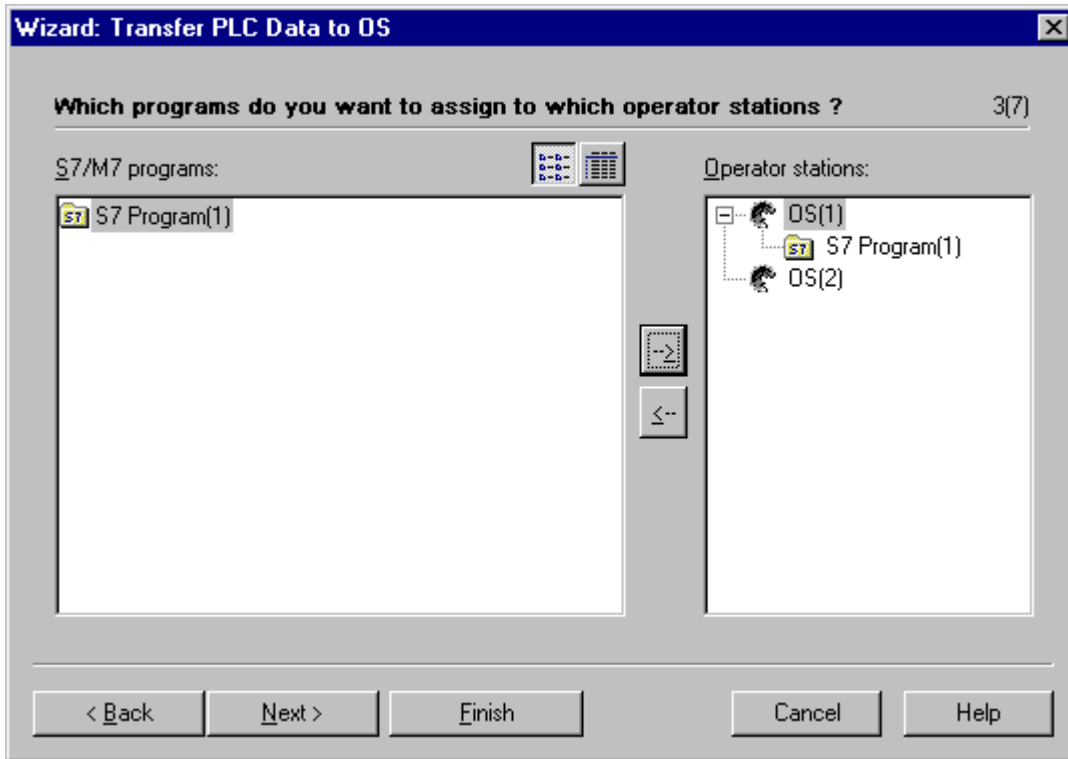 Wizard: Transfer PLC Data to OS
Which programs do you want to assign to which operator stations ? 3(7)
S7/M7 programs: Operator stations:
S7 S7 Program(1) OS(1)
S7 S7 Program(1)
OS(2)
-->
<--
< Back Next > Finish Cancel Help